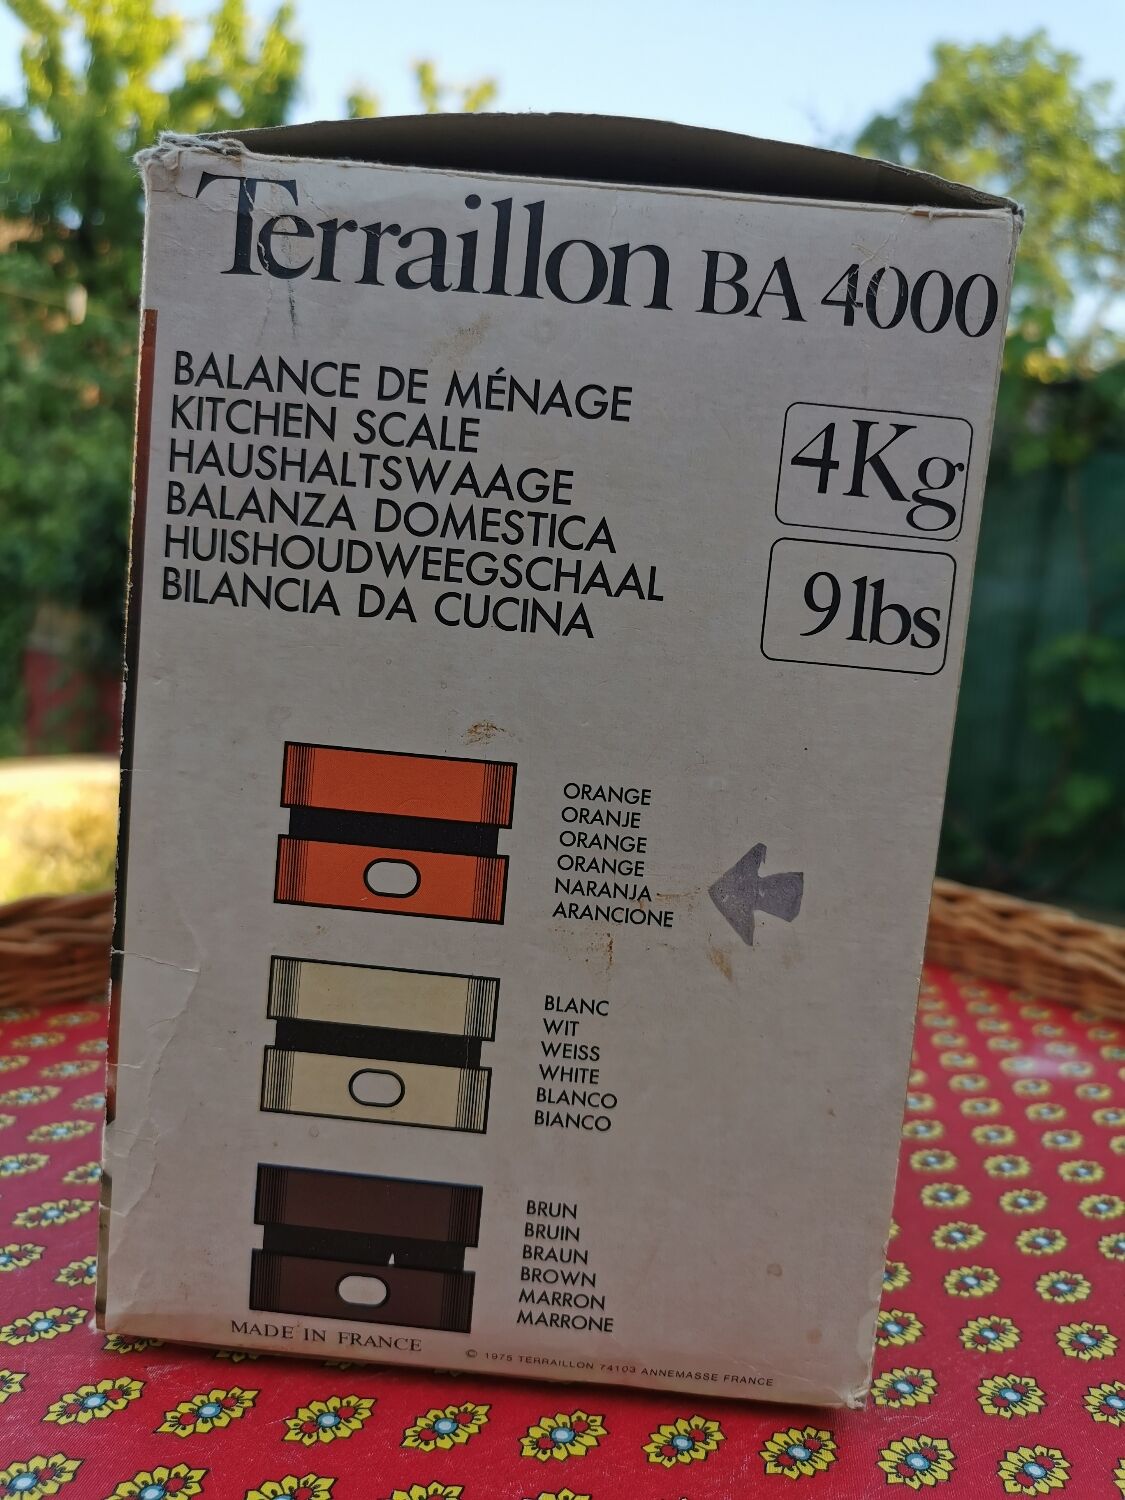 Terraillon BA 4000
BALANCE DE MÉNAGE
KITCHEN SCALE
HAUSHALTSWAAGE
BALANZA DOMESTICA
HUISHOUDWEEGSCHAAL
BILANCIA DA CUCINA
4Kg
9 lbs
ORANGE
ORANJE
ORANGE
ORANGE
NARANJA
ARANCIONE
BLANC
WIT
WEISS
WHITE
BLANCO
BIANCO
BRUN
BRUIN
BRAUN
BROWN
MARRON
MARRONE
MADE IN FRANCE
© 1975 TERRAILLON 74103 ANNEMASSE FRANCE